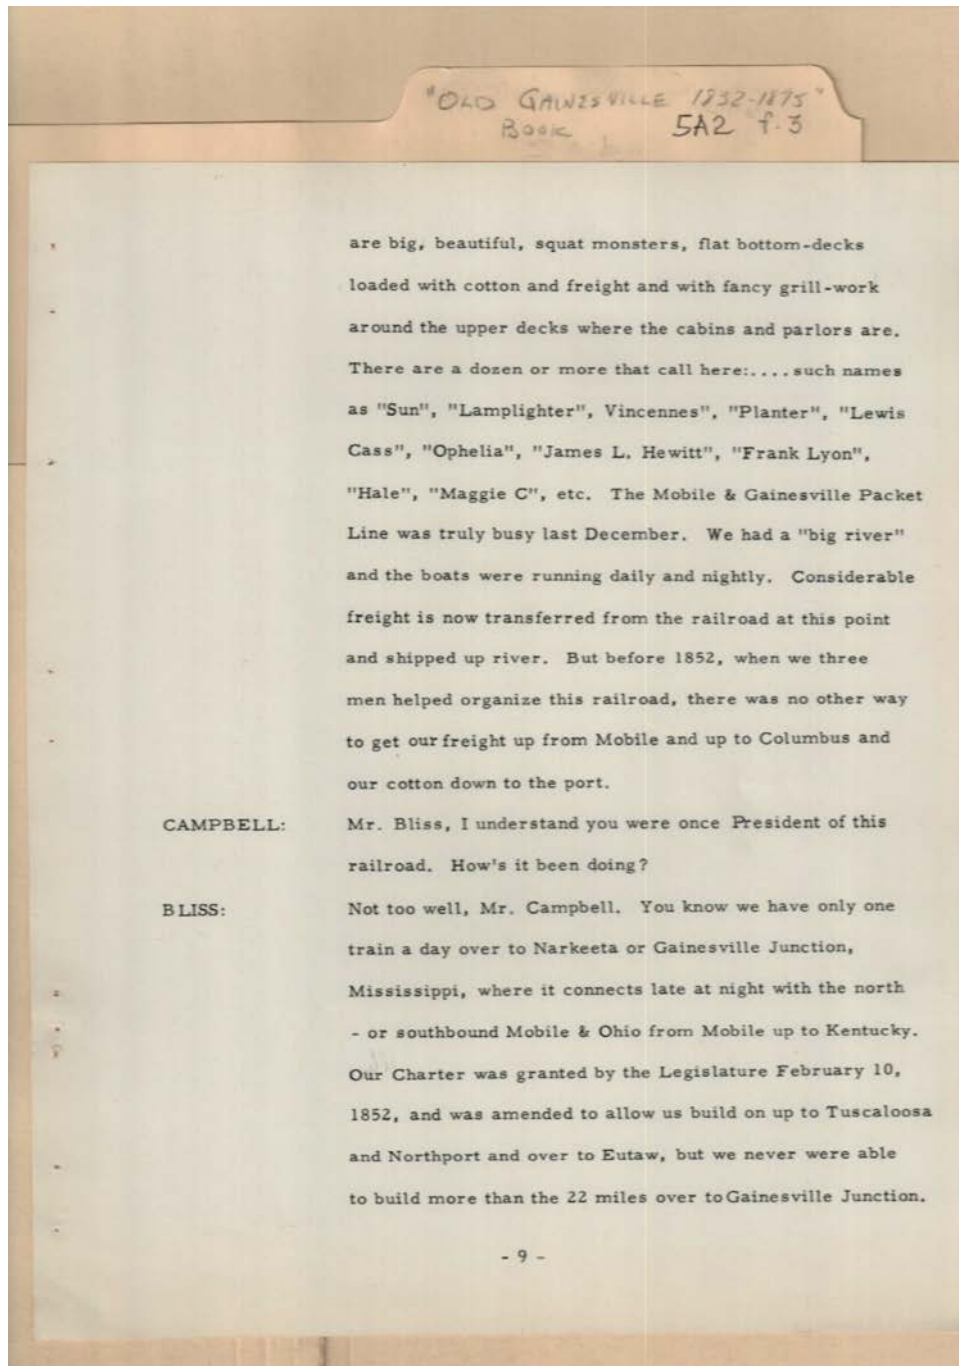 "OLD GAINESVILLE 1832-1875"
BOOK 5A2 f.3
are big, beautiful, squat monsters, flat bottom-decks
loaded with cotton and freight and with fancy grill-work
around the upper decks where the cabins and parlors are.
There are a dozen or more that call here:....such names
as "Sun", "Lamplighter", Vincennes", "Planter", "Lewis
Cass", "Ophelia", "James L. Hewitt", "Frank Lyon",
"Hale", "Maggie C", etc. The Mobile & Gainesville Packet
Line was truly busy last December. We had a "big river"
and the boats were running daily and nightly. Considerable
freight is now transferred from the railroad at this point
and shipped up river. But before 1852, when we three
men helped organize this railroad, there was no other way
to get our freight up from Mobile and up to Columbus and
our cotton down to the port.
CAMPBELL: Mr. Bliss, I understand you were once President of this
railroad. How's it been doing?
BLISS: Not too well, Mr. Campbell. You know we have only one
train a day over to Narkeeta or Gainesville Junction,
Mississippi, where it connects late at night with the north
- or southbound Mobile & Ohio from Mobile up to Kentucky.
Our Charter was granted by the Legislature February 10,
1852, and was amended to allow us build on up to Tuscaloosa
and Northport and over to Eutaw, but we never were able
to build more than the 22 miles over to Gainesville Junction.
- 9 -